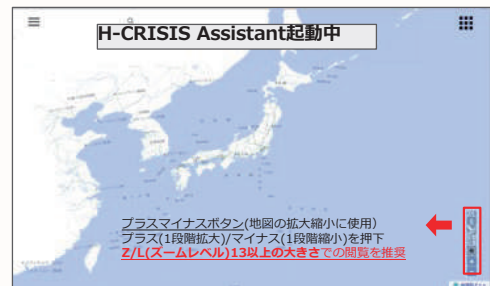 H-CRISIS Assistant起動中
プラスマイナスボタン(地図の拡大縮小に使用)
プラス(1段階拡大)/マイナス(1段階縮小)を押下
Z/L(ズームレベル)13以上の大きさでの閲覧を推奨